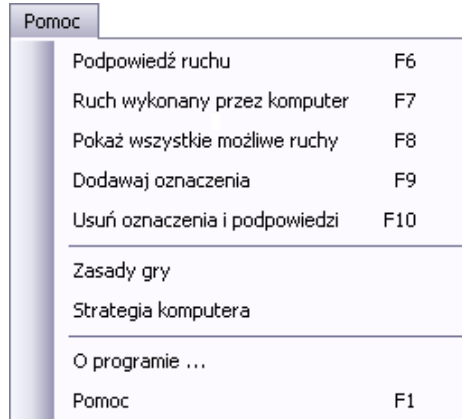 Pomoc
Podpowiedź ruchu F6
Ruch wykonany przez komputer F7
Pokaż wszystkie możliwe ruchy F8
Dodawaj oznaczenia F9
Usuń oznaczenia i podpowiedzi F10
Zasady gry
Strategia komputera
O programie ...
Pomoc F1